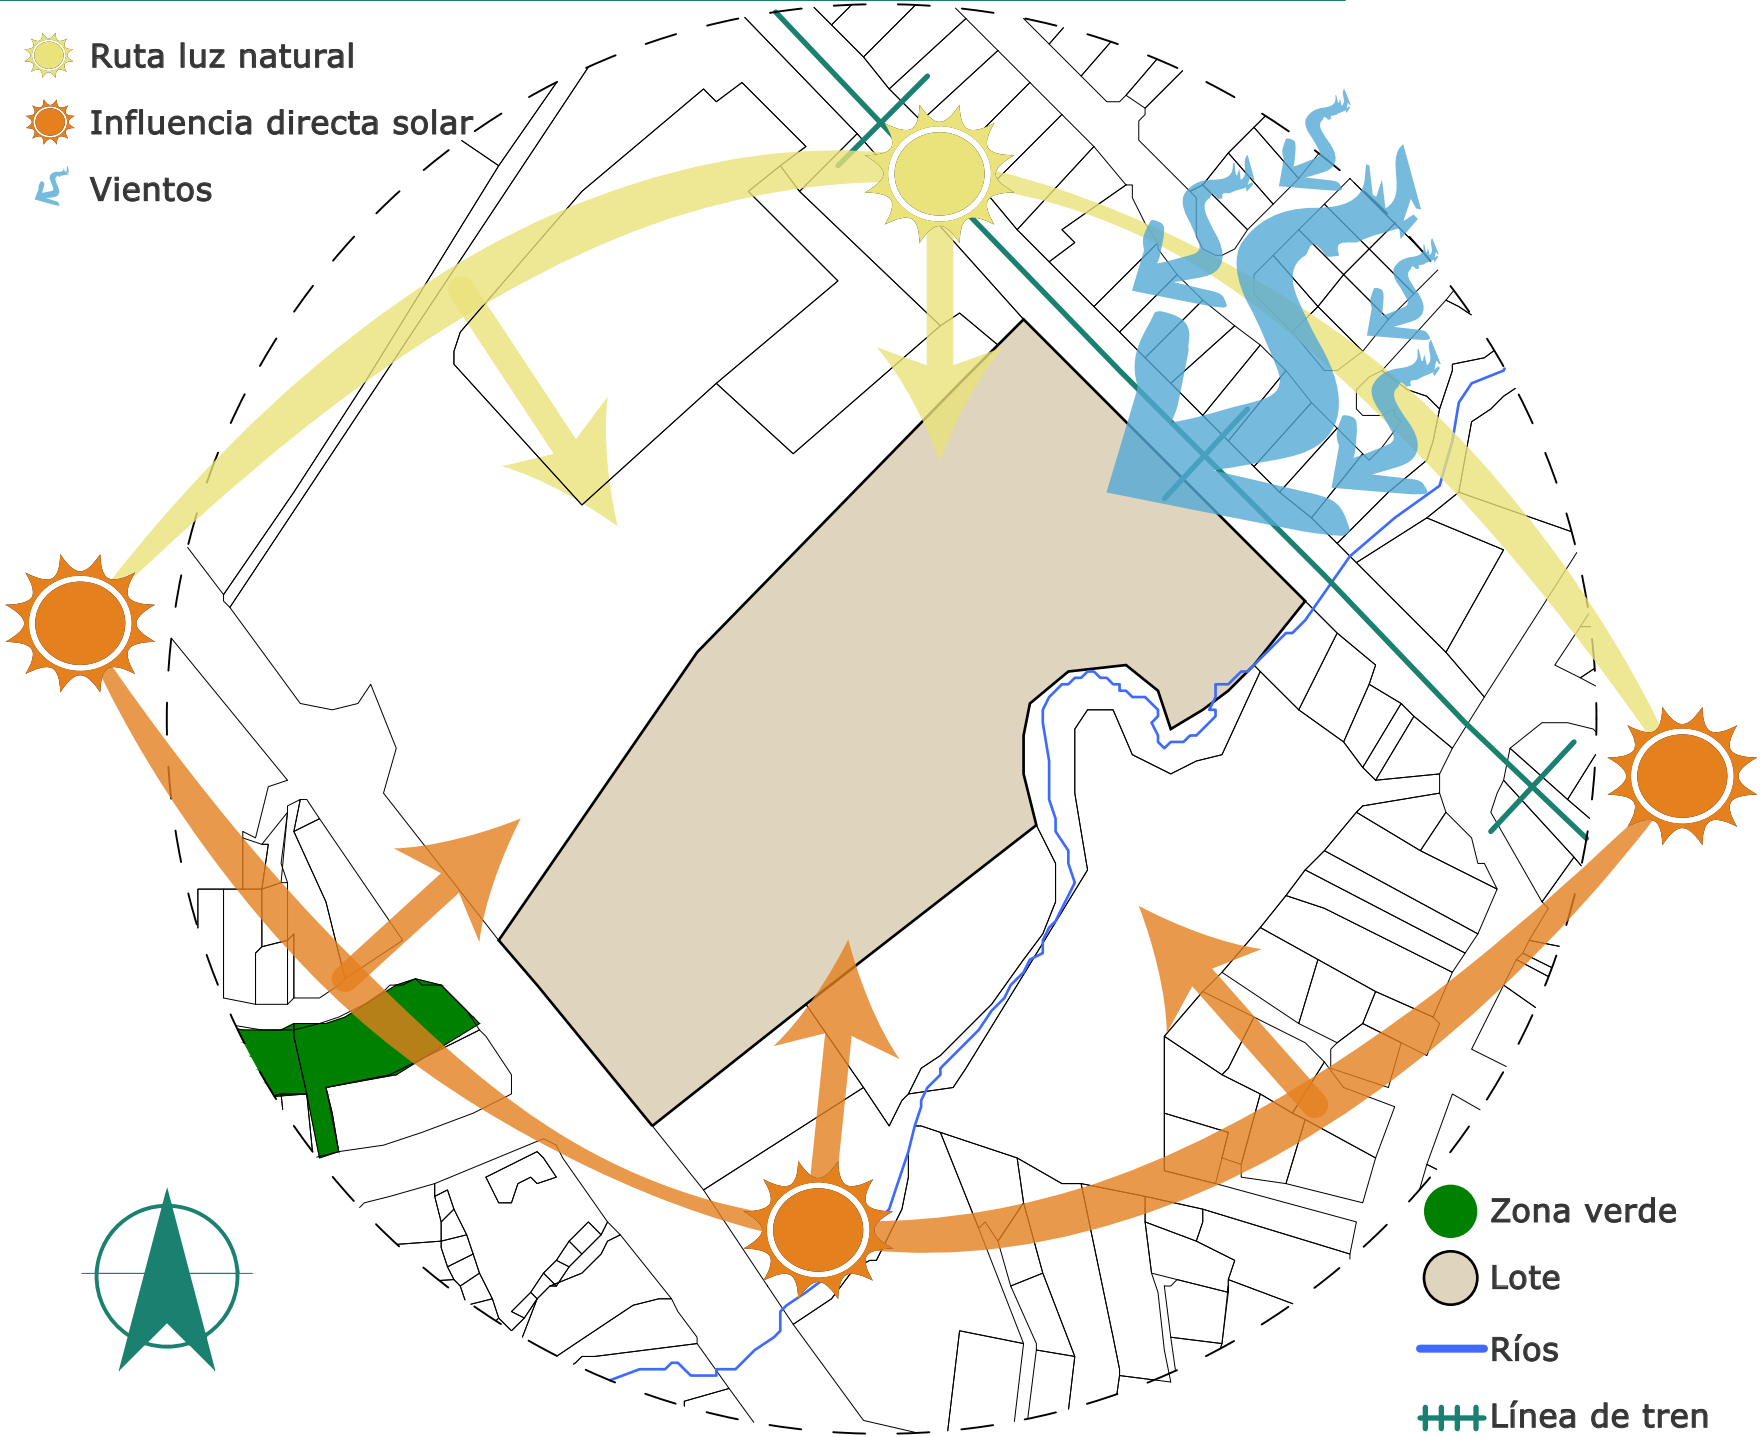 Ruta luz natural
Influencia directa solar
Vientos
Zona verde
Lote
Ríos
Línea de tren